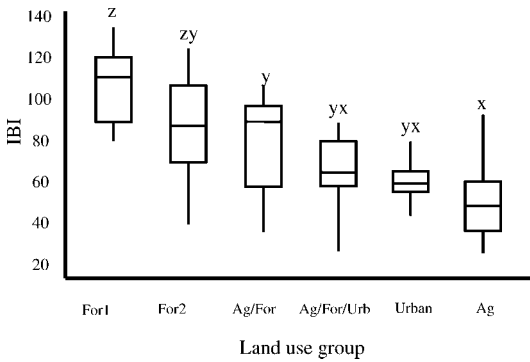 140
120
100
80
60
40
20
IBI
z
zy
y
yx
yx
x
For1 For2 Ag/For Ag/For/Urb Urban Ag
Land use group